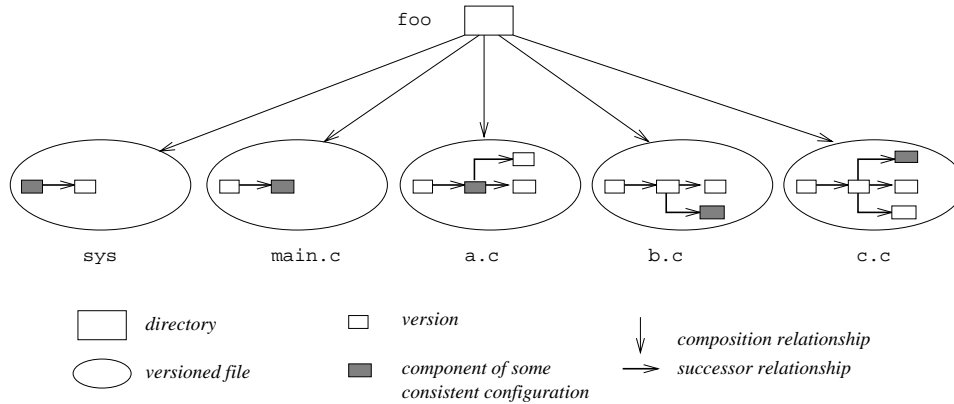 foo
sys
main.c
a.c
b.c
c.c
directory
version
composition relationship
versioned file
component of some
consistent configuration
successor relationship